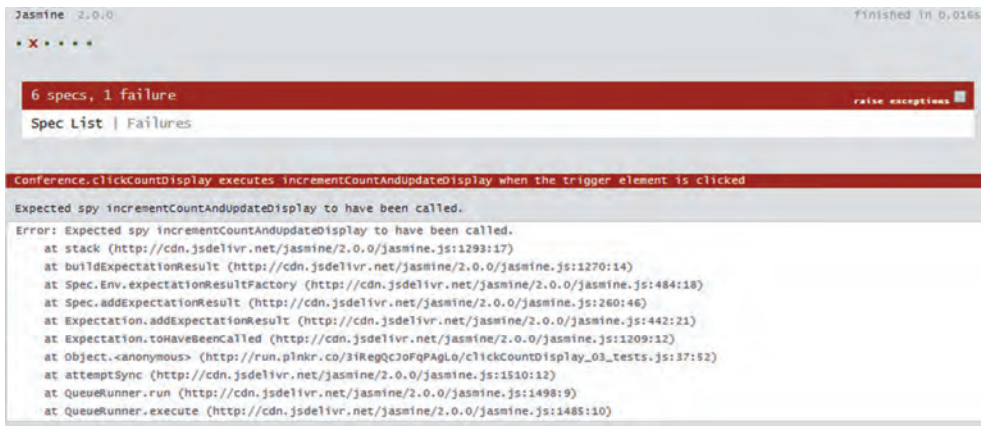 Jasmine 2.0.0 finished in 0.016s
• x • • • •
6 specs, 1 failure raise exceptions
Spec List | Failures
Conference.clickCountDisplay executes incrementCountAndUpdateDisplay when the trigger element is clicked
Expected spy incrementCountAndUpdateDisplay to have been called.
Error: Expected spy incrementCountAndUpdateDisplay to have been called.
at stack (http://cdn.jsdelivr.net/jasmine/2.0.0/jasmine.js:1293:17)
at buildExpectationResult (http://cdn.jsdelivr.net/jasmine/2.0.0/jasmine.js:1270:14)
at Spec.Env.expectationResultFactory (http://cdn.jsdelivr.net/jasmine/2.0.0/jasmine.js:484:18)
at Spec.addExpectationResult (http://cdn.jsdelivr.net/jasmine/2.0.0/jasmine.js:260:46)
at Expectation.addExpectationResult (http://cdn.jsdelivr.net/jasmine/2.0.0/jasmine.js:442:21)
at Expectation.toHaveBeenCalled (http://cdn.jsdelivr.net/jasmine/2.0.0/jasmine.js:1209:12)
at Object.<anonymous> (http://run.plnkr.co/3iRegQcJoFqPAgLo/clickCountDisplay_03_tests.js:37:52)
at attemptSync (http://cdn.jsdelivr.net/jasmine/2.0.0/jasmine.js:1510:12)
at QueueRunner.run (http://cdn.jsdelivr.net/jasmine/2.0.0/jasmine.js:1498:9)
at QueueRunner.execute (http://cdn.jsdelivr.net/jasmine/2.0.0/jasmine.js:1485:10)